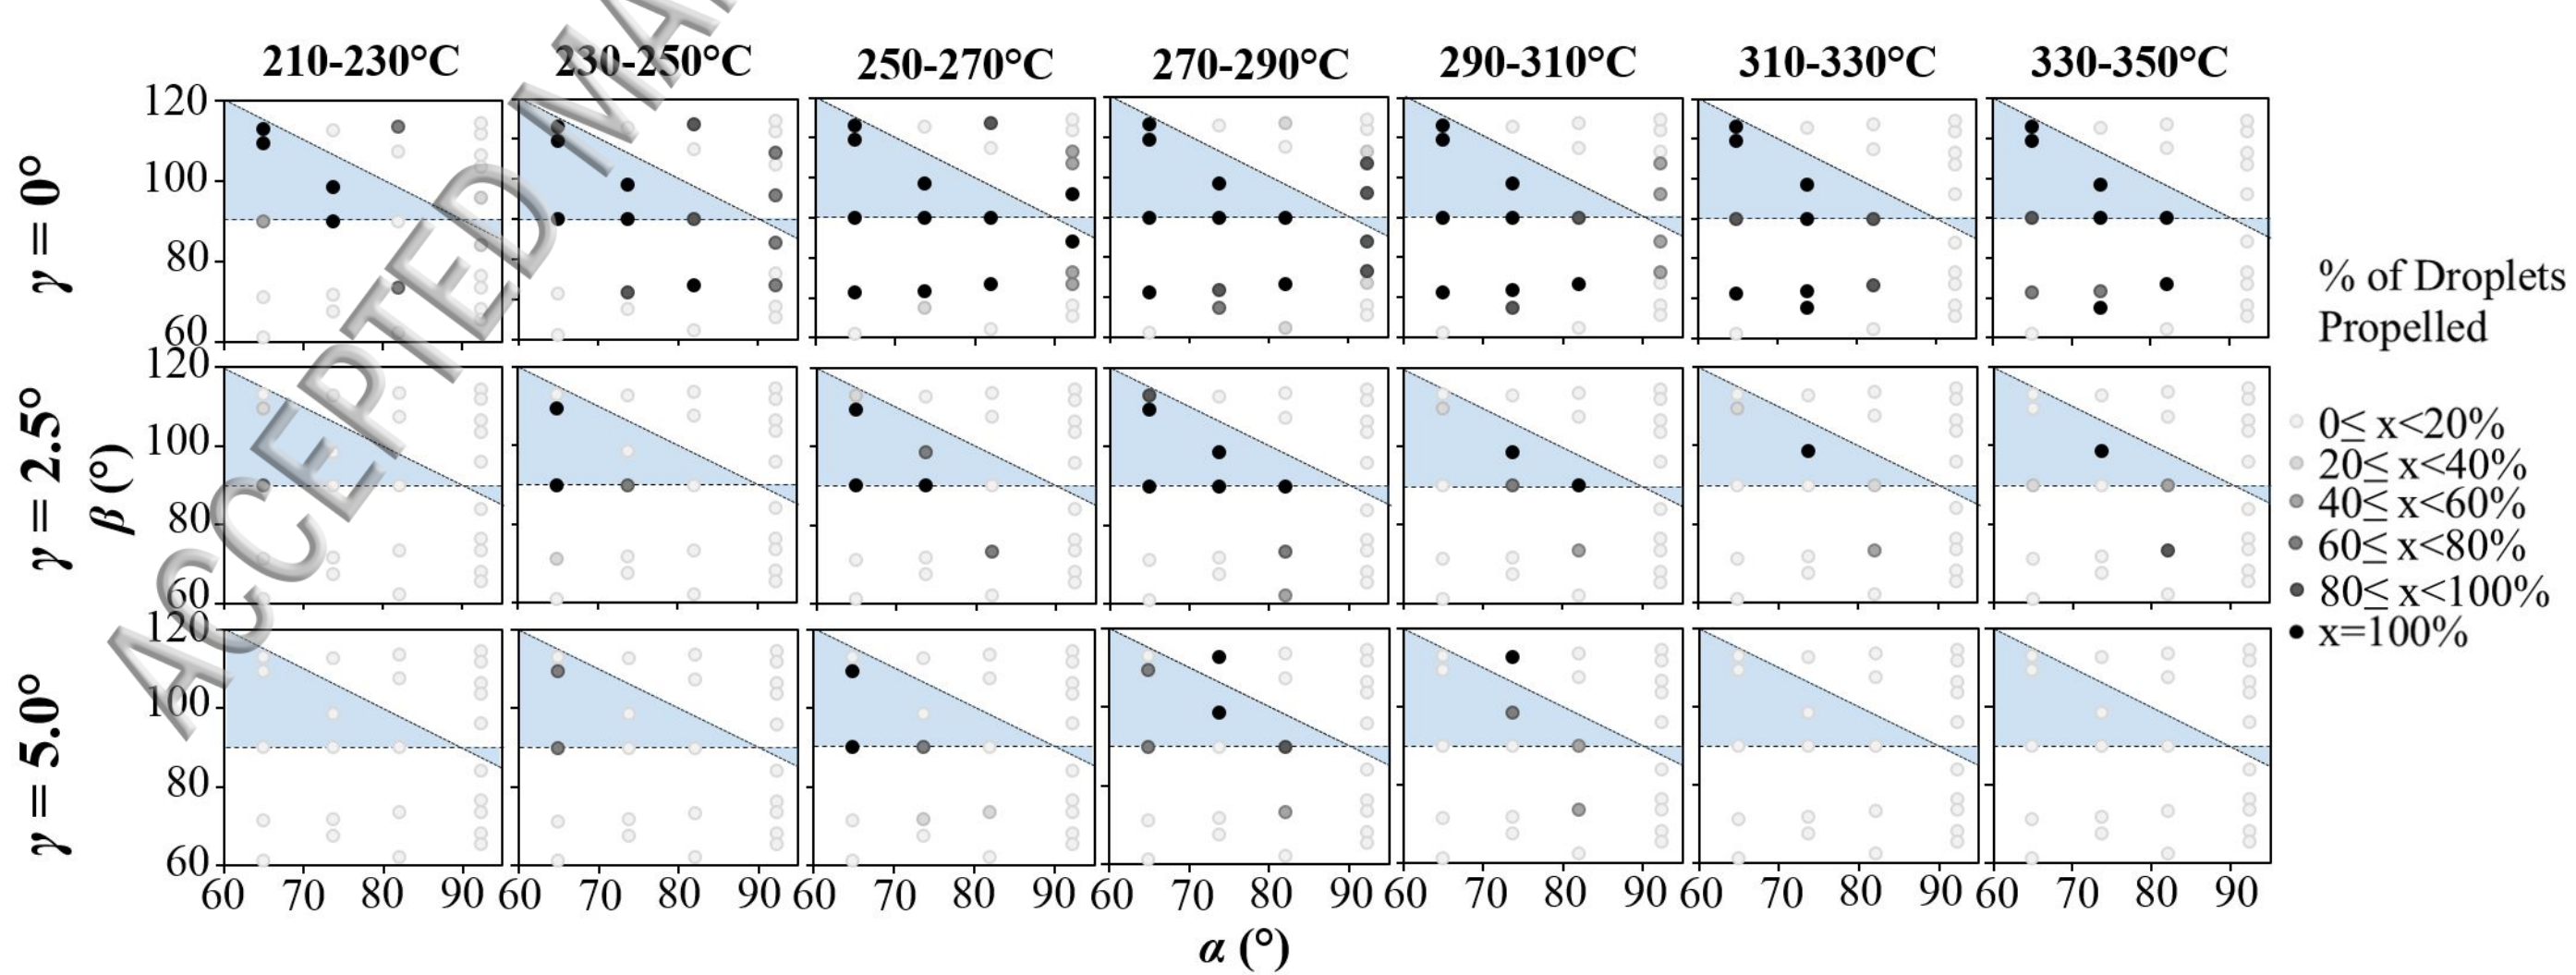 210-230°C 230-250°C 250-270°C 270-290°C 290-310°C 310-330°C 330-350°C
γ = 0°
120
100
80
60
γ = 2.5°
β (°)
120
100
80
60
γ = 5.0°
120
100
80
60
60 70 80 90 60 70 80 90 60 70 80 90 60 70 80 90 60 70 80 90 60 70 80 90 60 70 80 90
α (°)
% of Droplets
Propelled
0≤ x<20%
20≤ x<40%
40≤ x<60%
60≤ x<80%
80≤ x<100%
x=100%
ACCEPTED MA